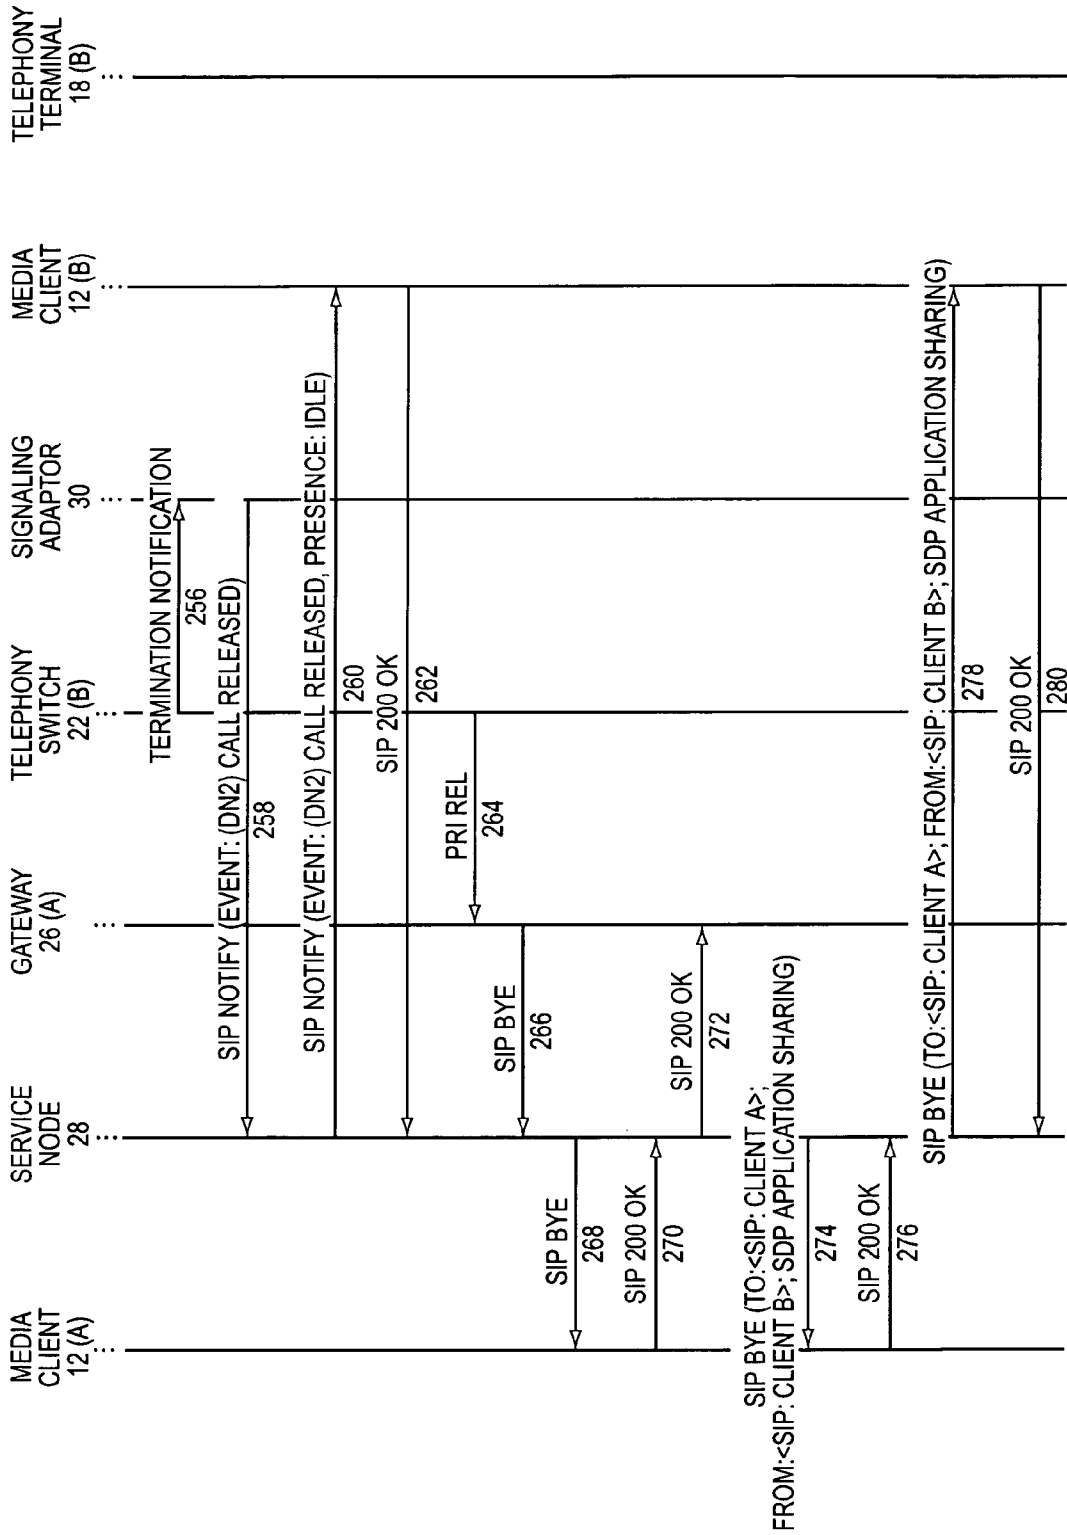 MEDIA
CLIENT
12 (A)
SERVICE
NODE
28
GATEWAY
26 (A)
TELEPHONY
SWITCH
22 (B)
SIGNALING
ADAPTOR
30
MEDIA
CLIENT
12 (B)
TELEPHONY
TERMINAL
18 (B)
TERMINATION NOTIFICATION
256
SIP NOTIFY (EVENT: (DN2) CALL RELEASED)
258
SIP NOTIFY (EVENT: (DN2) CALL RELEASED, PRESENCE: IDLE)
260
SIP 200 OK
262
PRI REL
264
SIP BYE
266
SIP BYE
268
SIP 200 OK
270
SIP 200 OK
272
SIP BYE (TO:<SIP: CLIENT A>;
FROM:<SIP: CLIENT B>; SDP APPLICATION SHARING)
274
SIP 200 OK
276
SIP BYE (TO:<SIP: CLIENT A>; FROM:<SIP: CLIENT B>; SDP APPLICATION SHARING)
278
SIP 200 OK
280